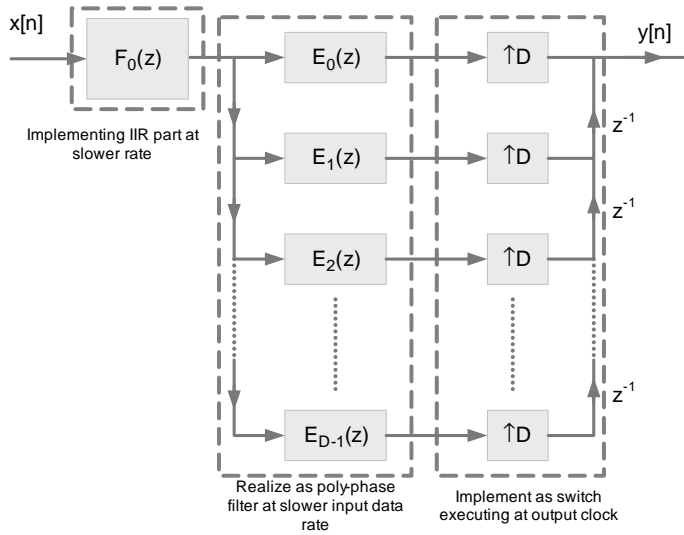 x[n]
y[n]
F0(z)
E0(z)
↑D
Implementing IIR part at
slower rate
z-1
E1(z)
↑D
z-1
E2(z)
↑D
z-1
ED-1(z)
↑D
Realize as poly-phase
filter at slower input data
rate
Implement as switch
executing at output clock